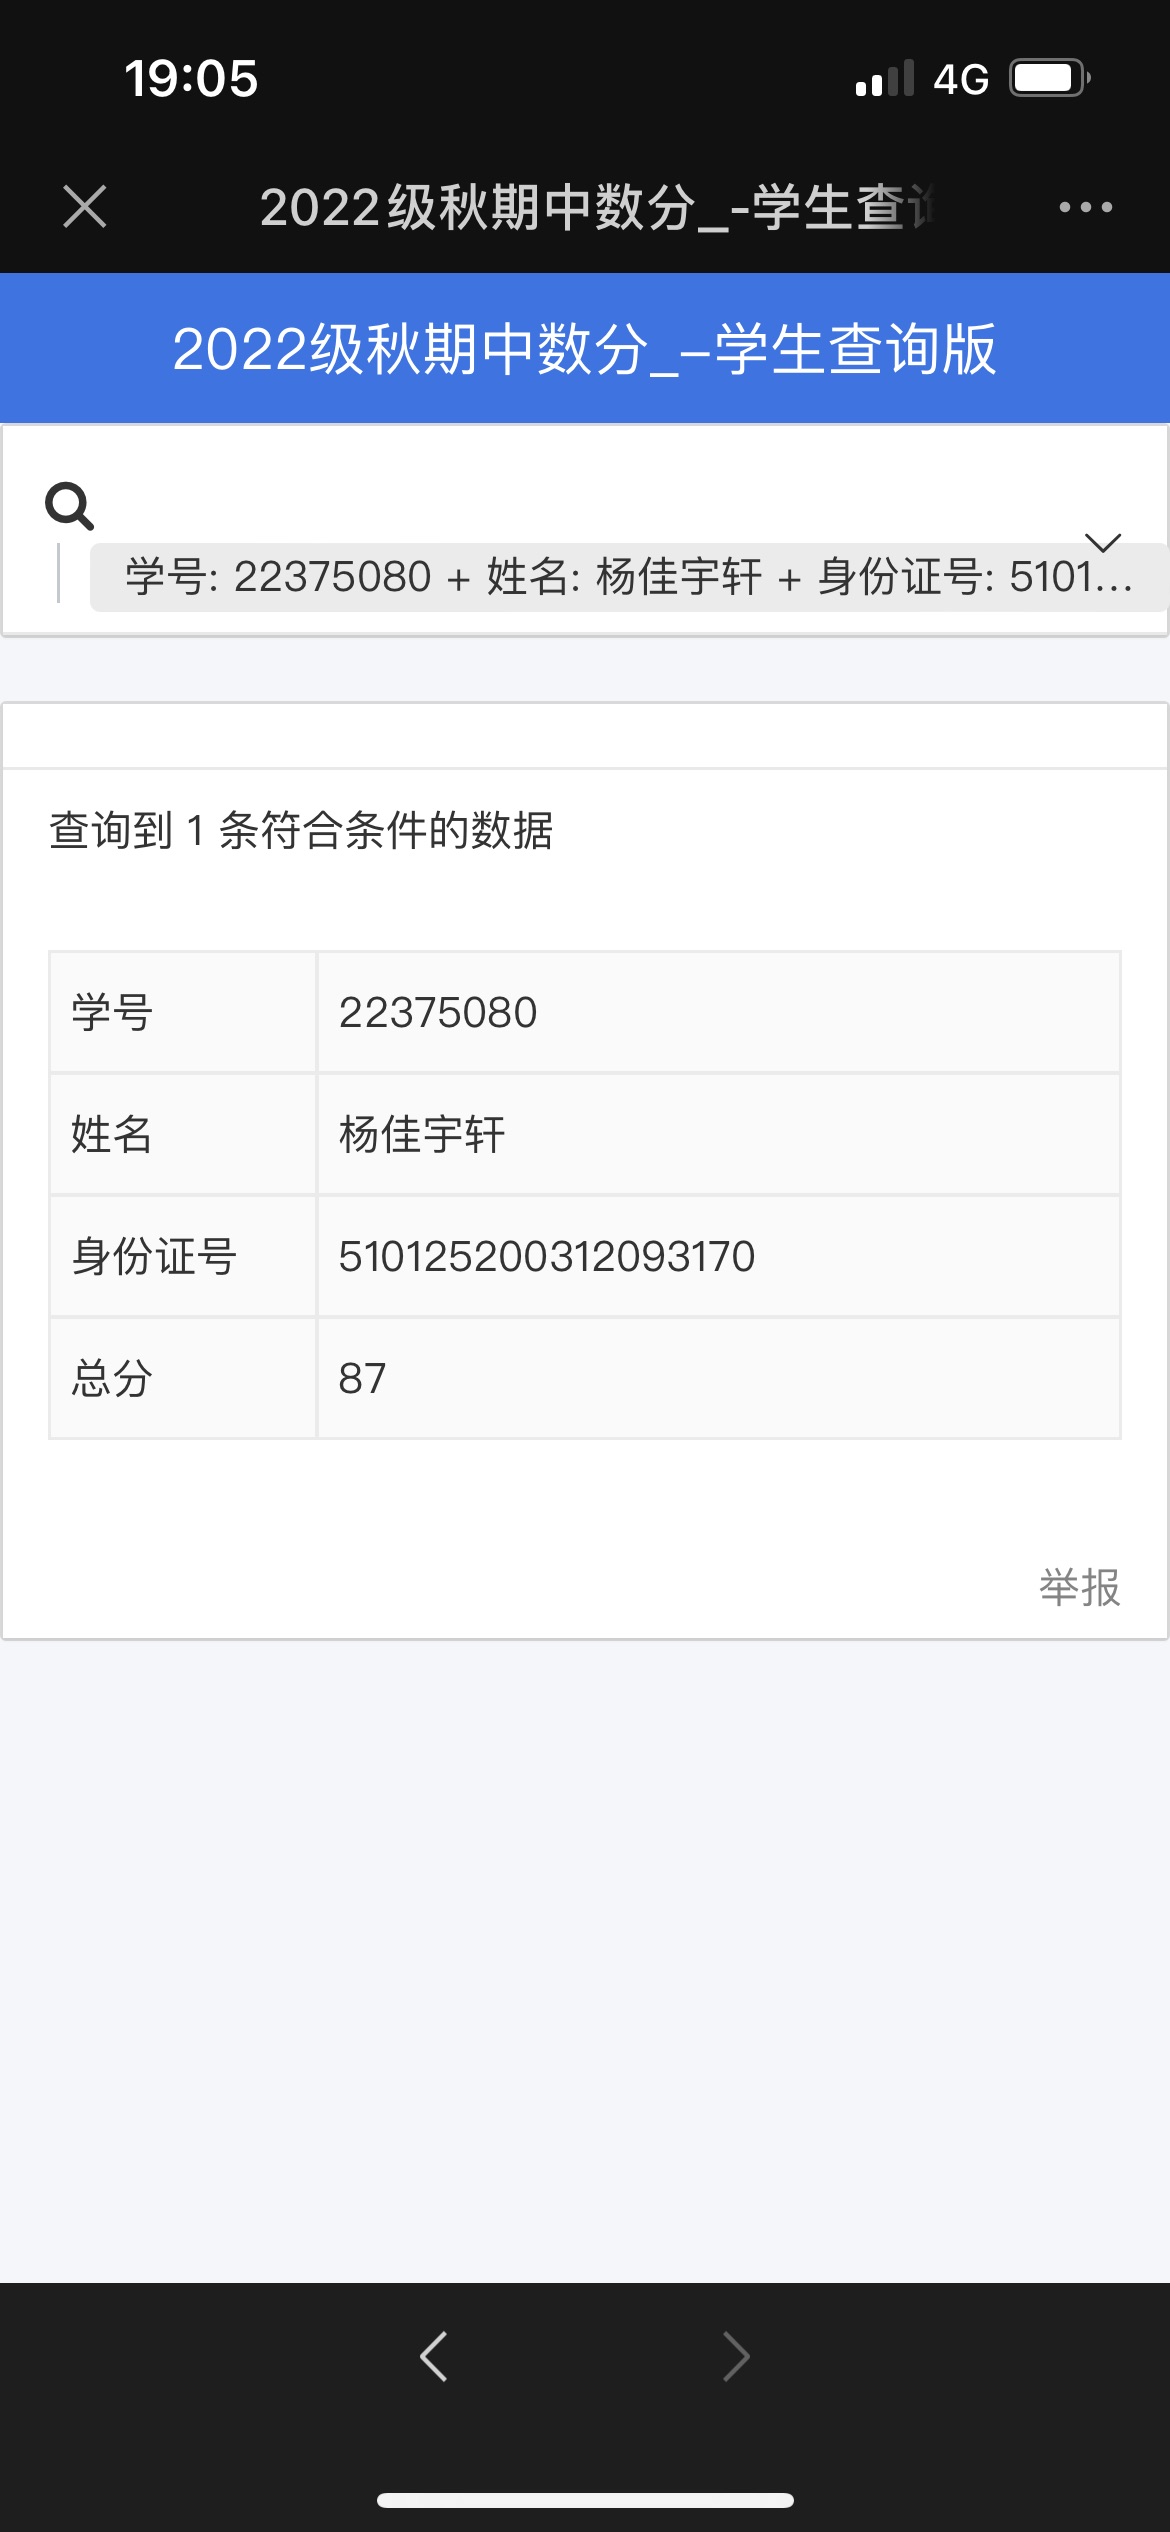 19:05
4G
2022级秋期中数分_-学生查
2022级秋期中数分_-学生查询版
学号: 22375080 + 姓名: 杨佳宇轩 + 身份证号: 5101...
查询到 1 条符合条件的数据
学号 22375080
姓名 杨佳宇轩
身份证号 510125200312093170
总分 87
举报